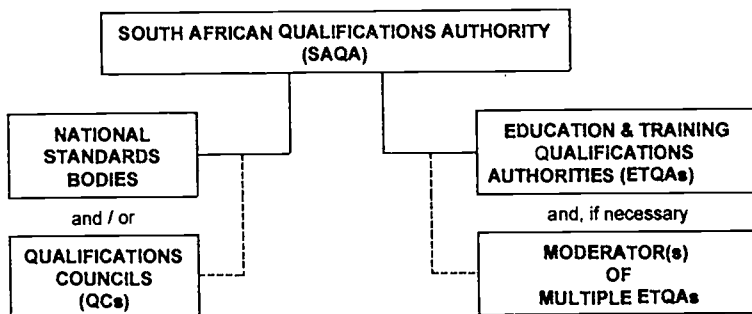 SOUTH AFRICAN QUALIFICATIONS AUTHORITY
(SAQA)
NATIONAL
STANDARDS
BODIES
and / or
QUALIFICATIONS
COUNCILS
(QCs)
EDUCATION & TRAINING
QUALIFICATIONS
AUTHORITIES (ETQAs)
and, if necessary
MODERATOR(s)
OF
MULTIPLE ETQAs